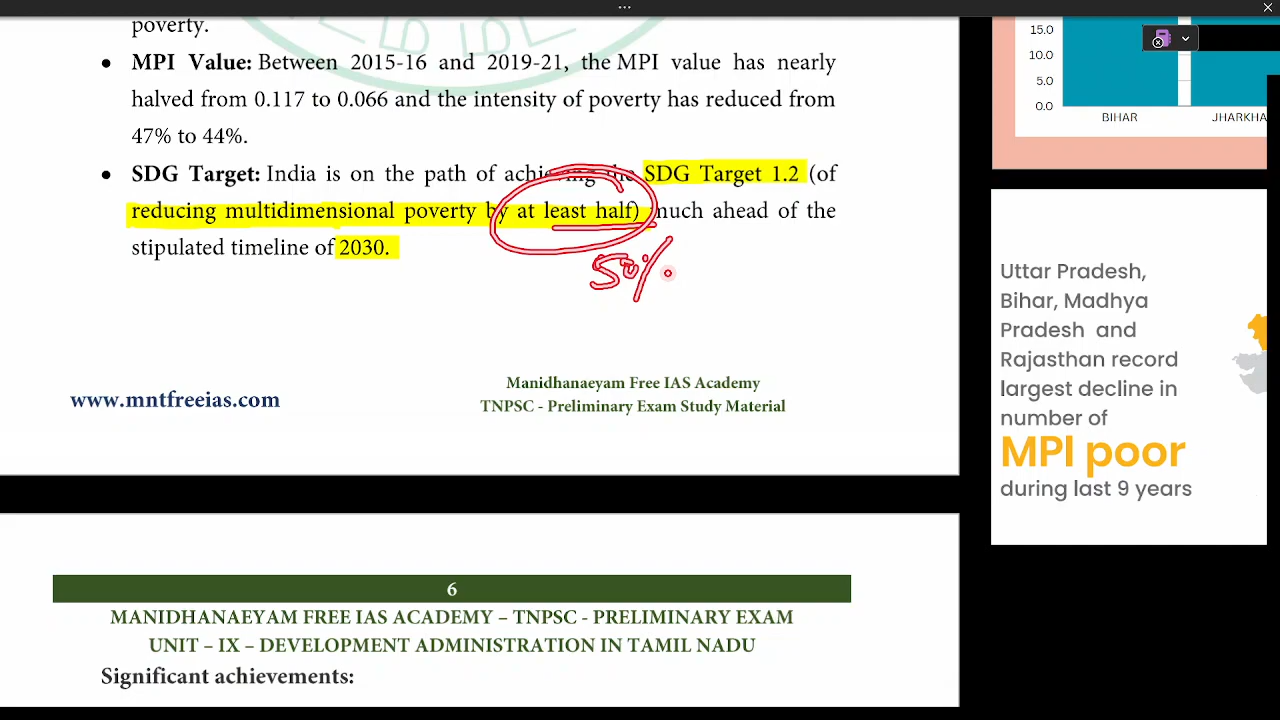 poverty.
• MPI Value: Between 2015-16 and 2019-21, the MPI value has nearly
halved from 0.117 to 0.066 and the intensity of poverty has reduced from
47% to 44%.
• SDG Target: India is on the path of achieving the SDG Target 1.2 (of
reducing multidimensional poverty by at least half) much ahead of the
stipulated timeline of 2030.
50%
www.mntfreeias.com
Manidhanaeyam Free IAS Academy
TNPSC - Preliminary Exam Study Material
6
MANIDHANAEYAM FREE IAS ACADEMY – TNPSC - PRELIMINARY EXAM
UNIT – IX – DEVELOPMENT ADMINISTRATION IN TAMIL NADU
Significant achievements:
15.0
10.0
5.0
0.0
BIHAR JHARKHA
Uttar Pradesh,
Bihar, Madhya
Pradesh and
Rajasthan record
largest decline in
number of
MPI poor
during last 9 years